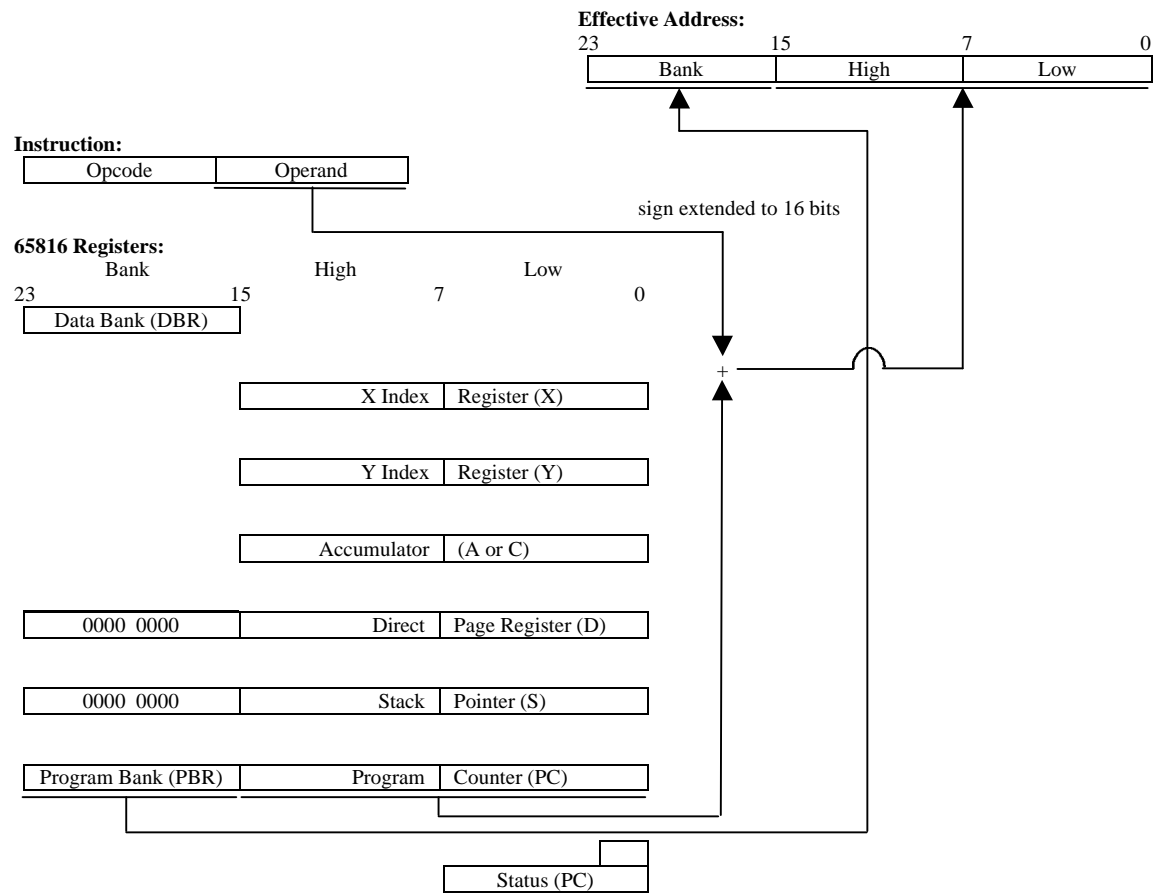 Effective Address:
23 15 7 0
Bank High Low
Instruction:
Opcode Operand
sign extended to 16 bits
65816 Registers:
Bank High Low
23 15 7 0
Data Bank (DBR)
+
X Index Register (X)
Y Index Register (Y)
Accumulator (A or C)
0000 0000 Direct Page Register (D)
0000 0000 Stack Pointer (S)
Program Bank (PBR) Program Counter (PC)
Status (PC)